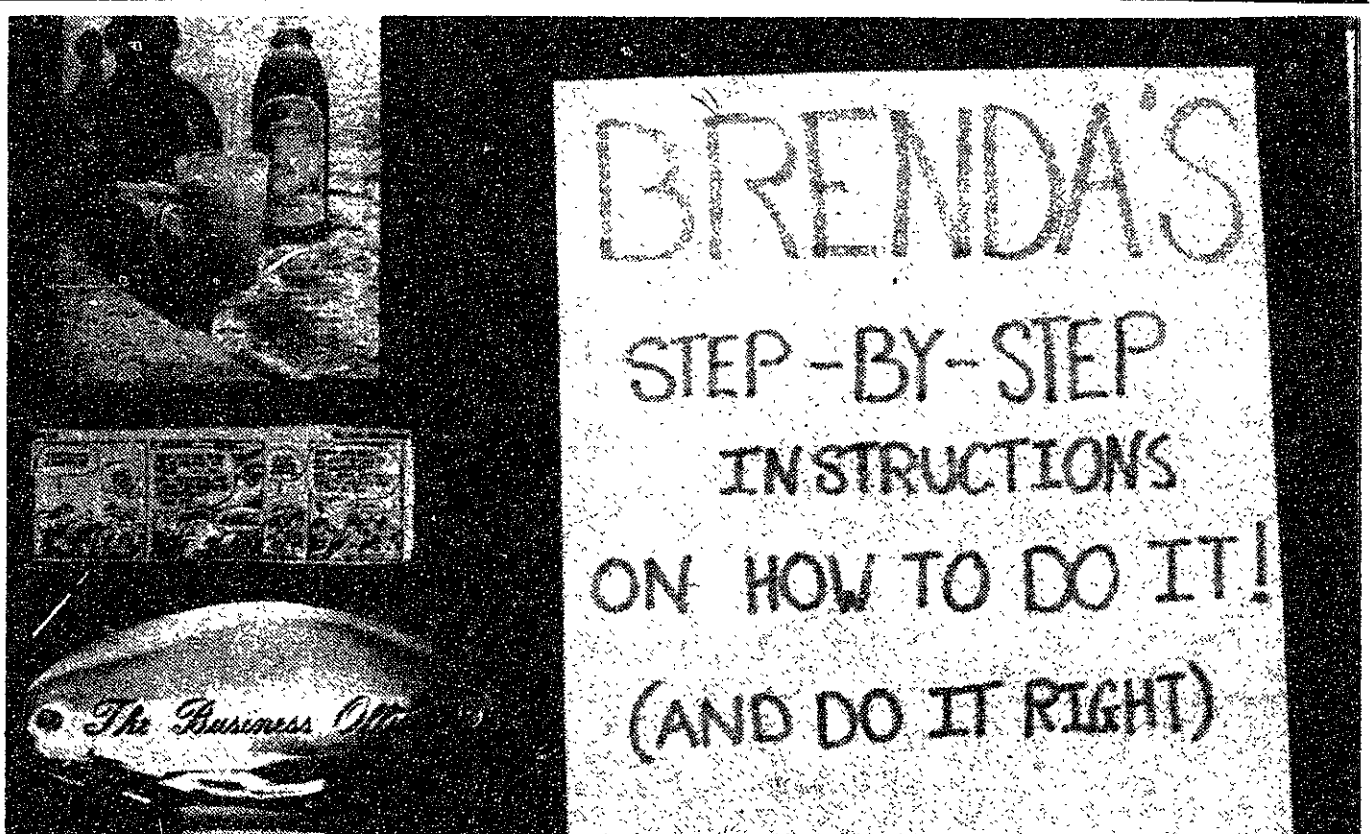 The Business
BRENDA'S
STEP-BY-STEP
INSTRUCTIONS
ON HOW TO DO IT!
(AND DO IT RIGHT)